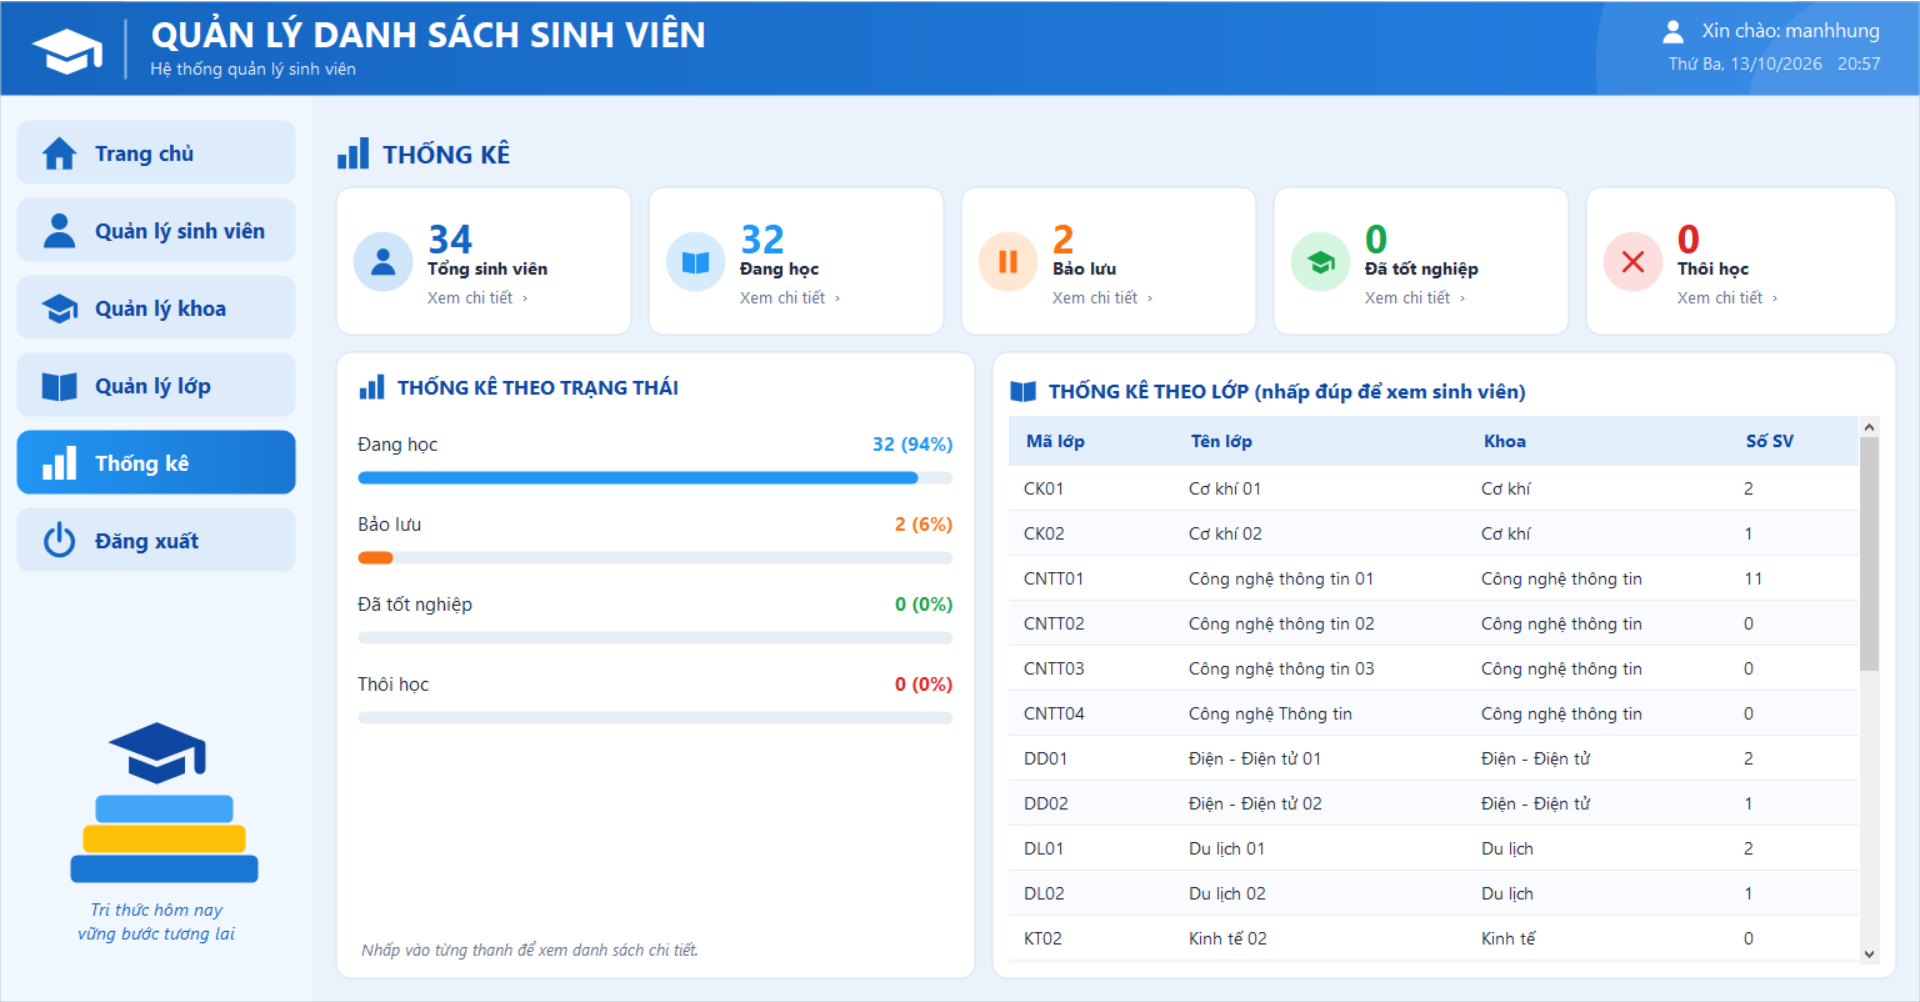 QUẢN LÝ DANH SÁCH SINH VIÊN
Hệ thống quản lý sinh viên
Xin chào: manhhung
Thứ Ba, 13/10/2026 20:57
Trang chủ
Quản lý sinh viên
Quản lý khoa
Quản lý lớp
Thống kê
Đăng xuất
Tri thức hôm nay
vững bước tương lai
THỐNG KÊ
34
Tổng sinh viên
Xem chi tiết ›
32
Đang học
Xem chi tiết ›
2
Bảo lưu
Xem chi tiết ›
0
Đã tốt nghiệp
Xem chi tiết ›
0
Thôi học
Xem chi tiết ›
THỐNG KÊ THEO TRẠNG THÁI
Đang học 32 (94%)
Bảo lưu 2 (6%)
Đã tốt nghiệp 0 (0%)
Thôi học 0 (0%)
Nhấp vào từng thanh để xem danh sách chi tiết.
THỐNG KÊ THEO LỚP (nhấp đúp để xem sinh viên)
Mã lớp Tên lớp Khoa Số SV
CK01 Cơ khí 01 Cơ khí 2
CK02 Cơ khí 02 Cơ khí 1
CNTT01 Công nghệ thông tin 01 Công nghệ thông tin 11
CNTT02 Công nghệ thông tin 02 Công nghệ thông tin 0
CNTT03 Công nghệ thông tin 03 Công nghệ thông tin 0
CNTT04 Công nghệ Thông tin Công nghệ thông tin 0
DD01 Điện - Điện tử 01 Điện - Điện tử 2
DD02 Điện - Điện tử 02 Điện - Điện tử 1
DL01 Du lịch 01 Du lịch 2
DL02 Du lịch 02 Du lịch 1
KT02 Kinh tế 02 Kinh tế 0